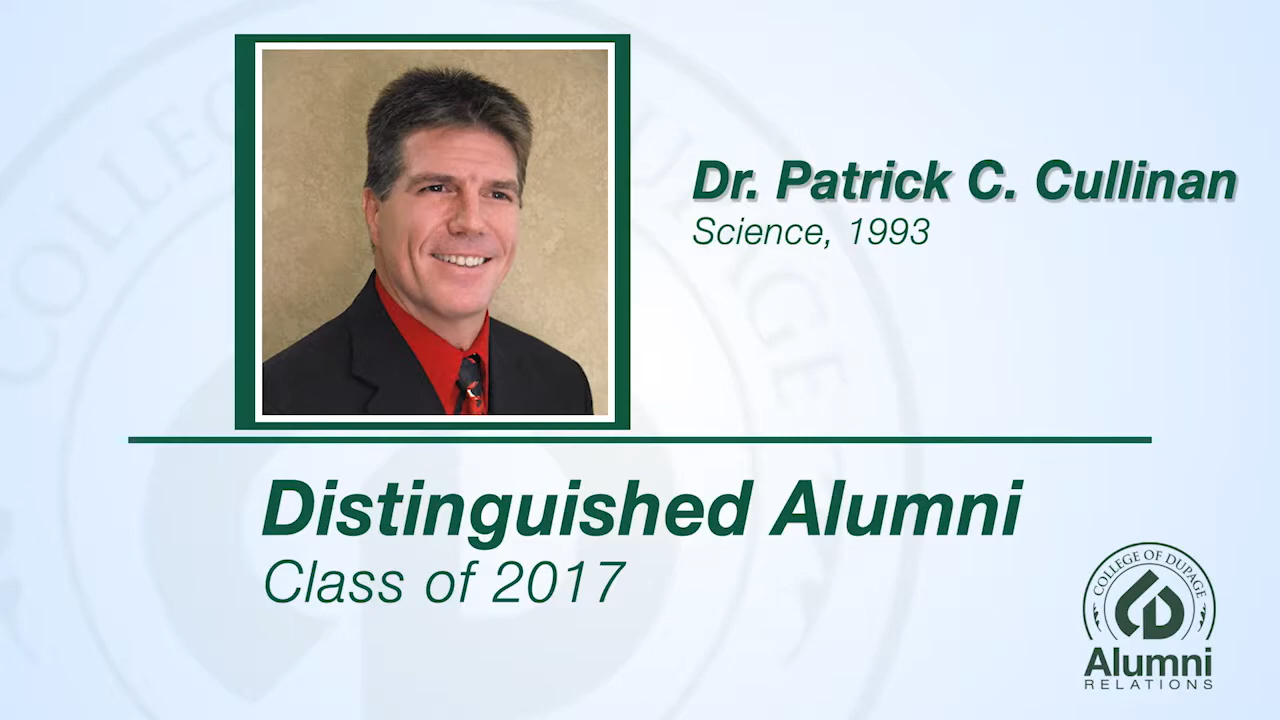 Dr. Patrick C. Cullinan
Science, 1993
Distinguished Alumni
Class of 2017
COLLEGE OF DUPAGE
Alumni
RELATIONS